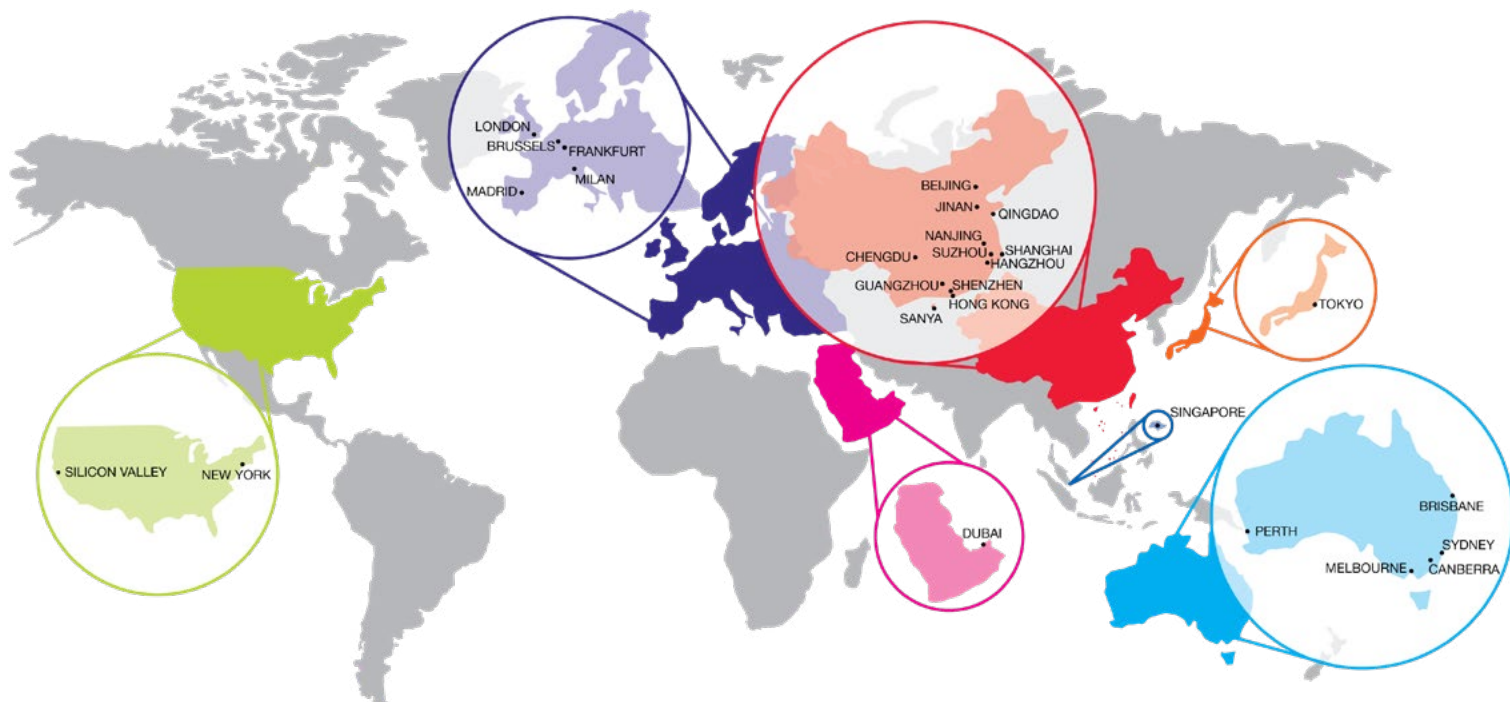 LONDON
BRUSSELS
FRANKFURT
MILAN
MADRID
BEIJING
JINAN
QINGDAO
NANJING
SUZHOU
SHANGHAI
HANGZHOU
CHENGDU
GUANGZHOU
SHENZHEN
HONG KONG
SANYA
TOKYO
SINGAPORE
SILICON VALLEY
NEW YORK
DUBAI
BRISBANE
PERTH
SYDNEY
MELBOURNE
CANBERRA